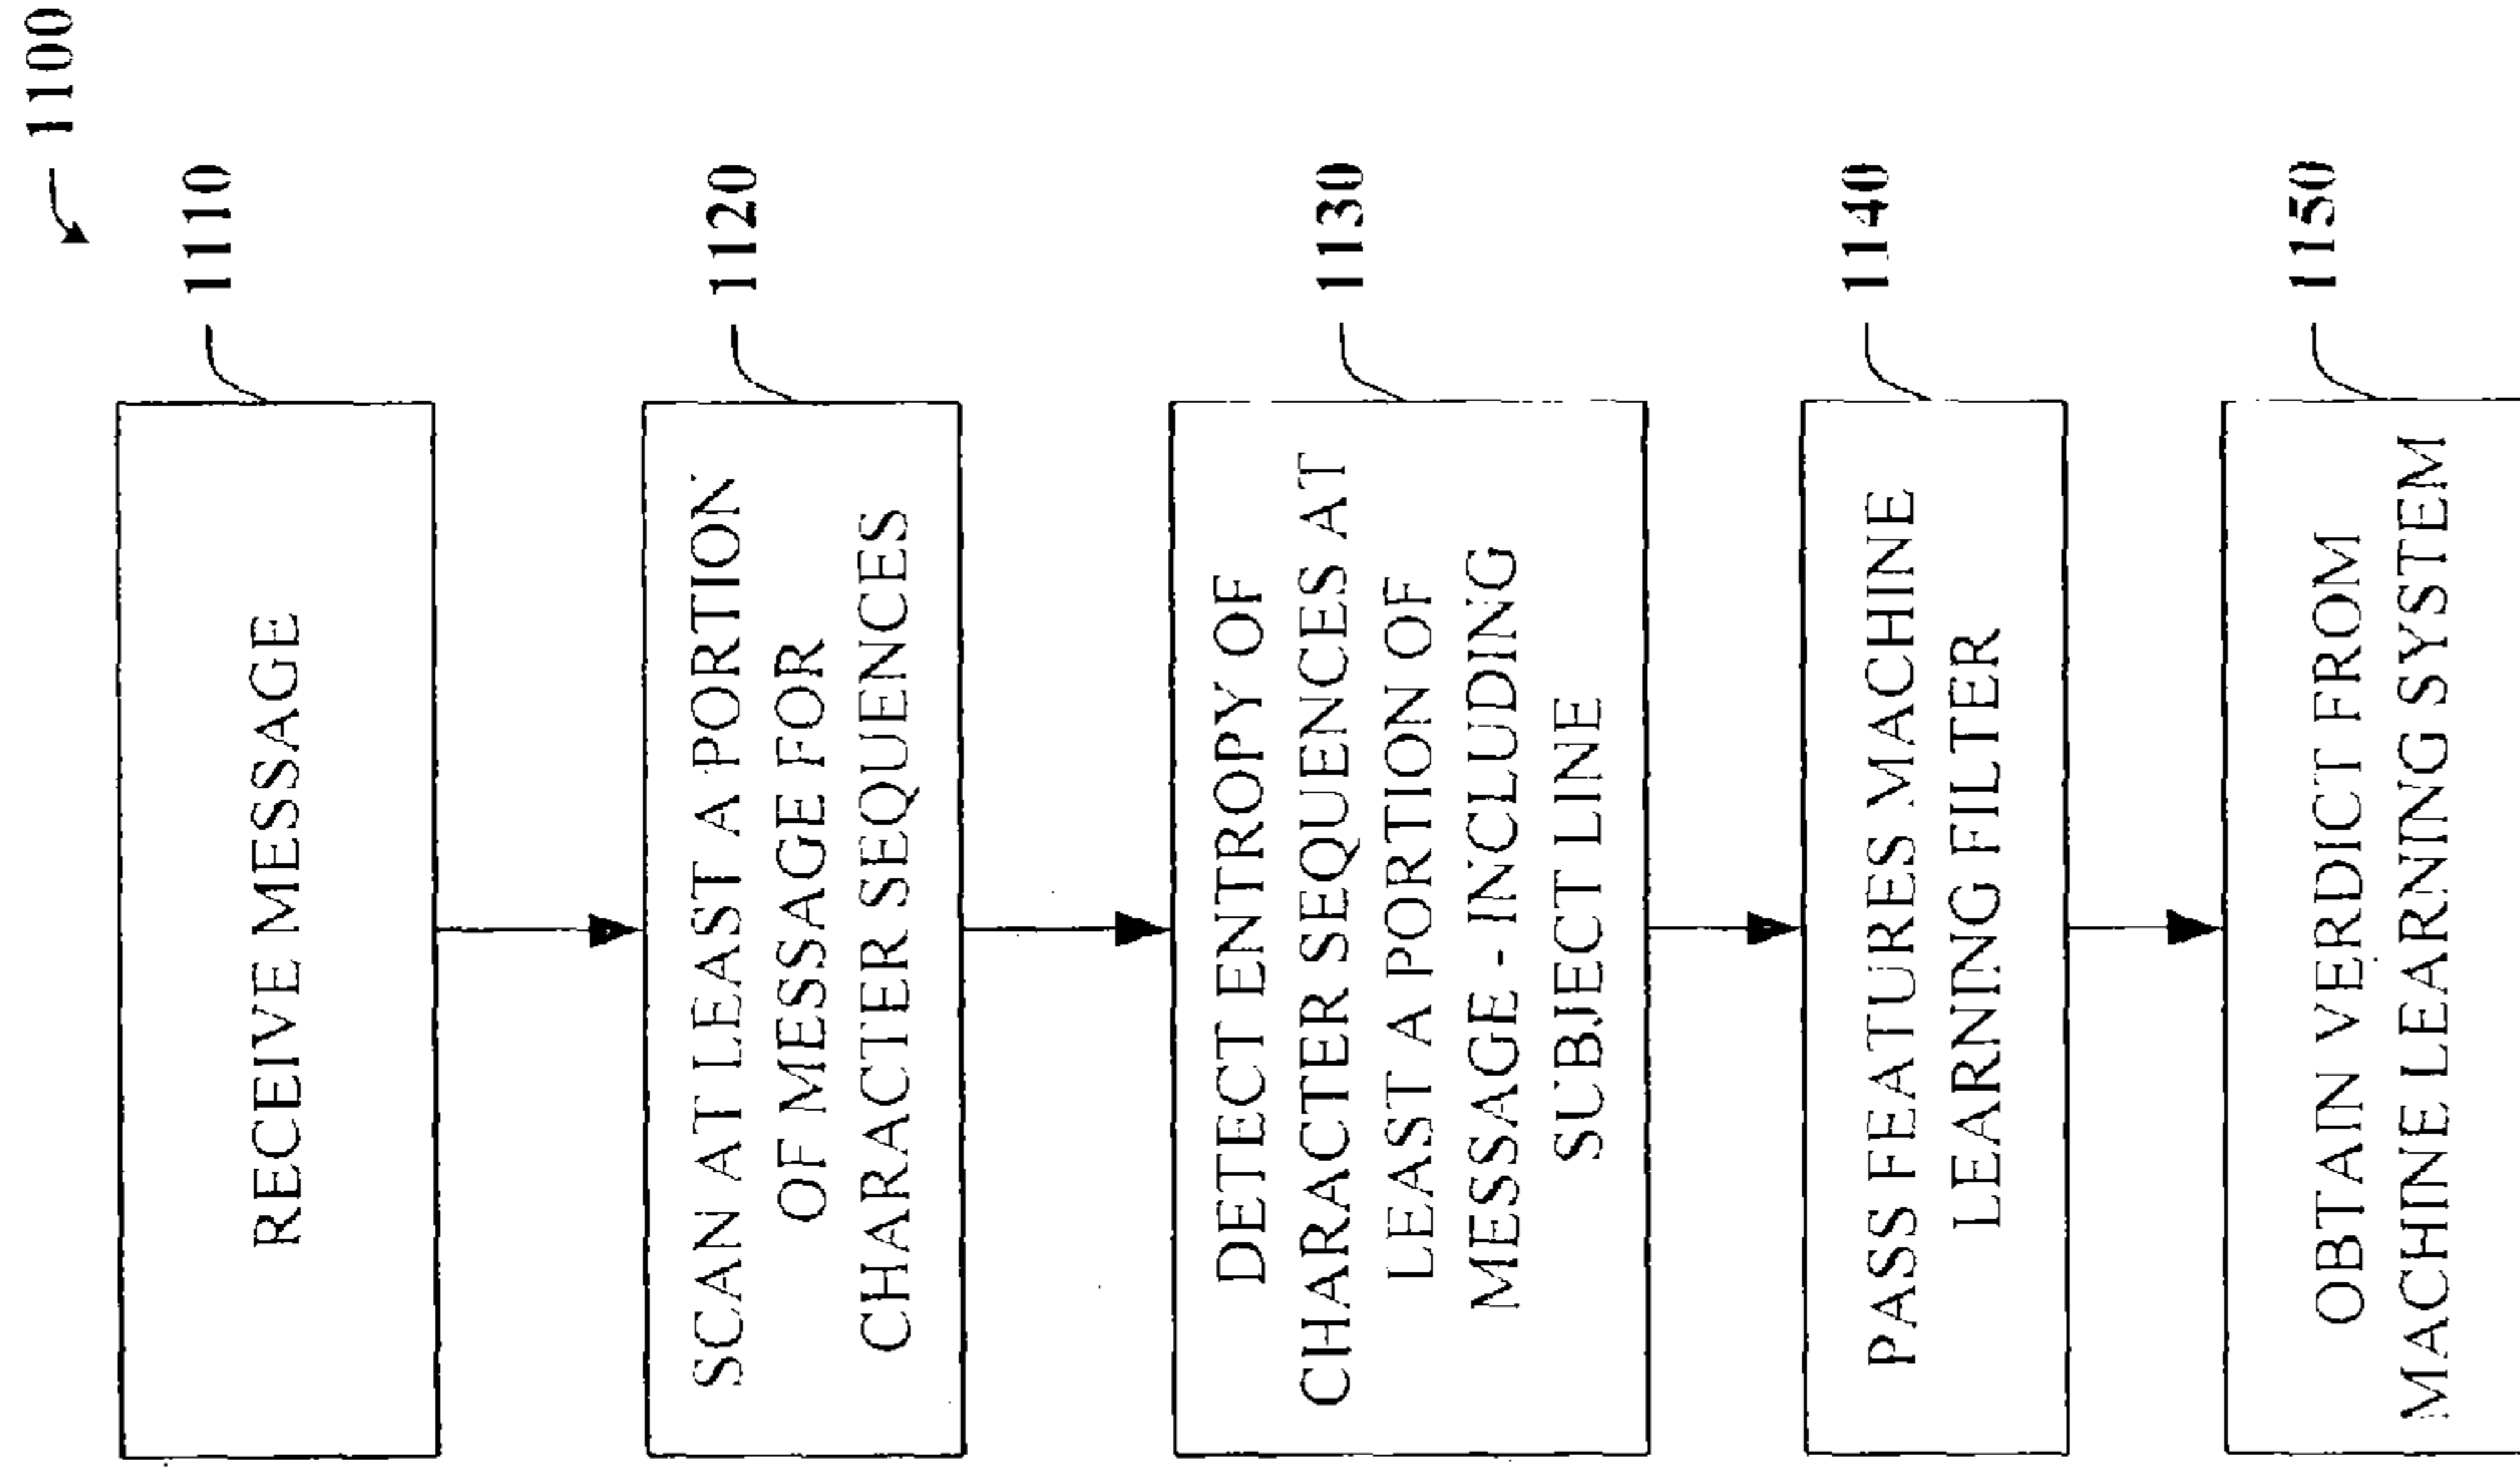 1100
1110
RECEIVE MESSAGE
1120
SCAN AT LEAST A PORTION
OF MESSAGE FOR
CHARACTER SEQUENCES
1130
DETECT ENTROPY OF
CHARACTER SEQUENCES AT
LEAST A PORTION OF
MESSAGE - INCLUDING
SUBJECT LINE
1140
PASS FEATURES MACHINE
LEARNING FILTER
1150
OBTAIN VERDICT FROM
MACHINE LEARNING SYSTEM